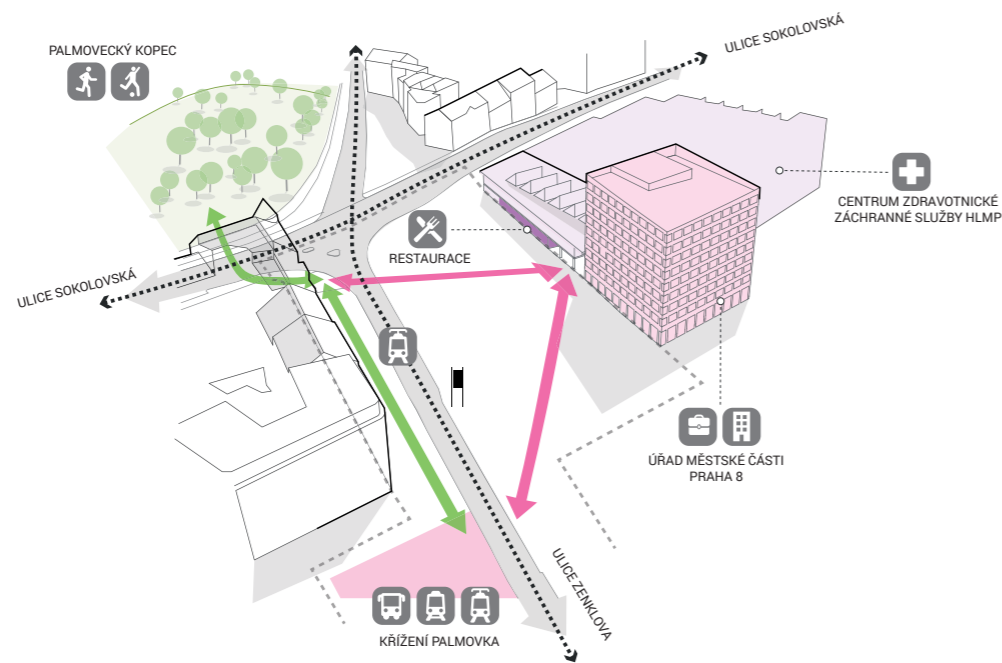 PALMOVECKÝ KOPEC
ULICE SOKOLOVSKÁ
CENTRUM ZDRAVOTNICKÉ
ZÁCHRANNÉ SLUŽBY HLMP
RESTAURACE
ULICE SOKOLOVSKÁ
ÚŘAD MĚSTSKÉ ČÁSTI
PRAHA 8
ULICE ZENKLOVA
KŘÍŽENÍ PALMOVKA